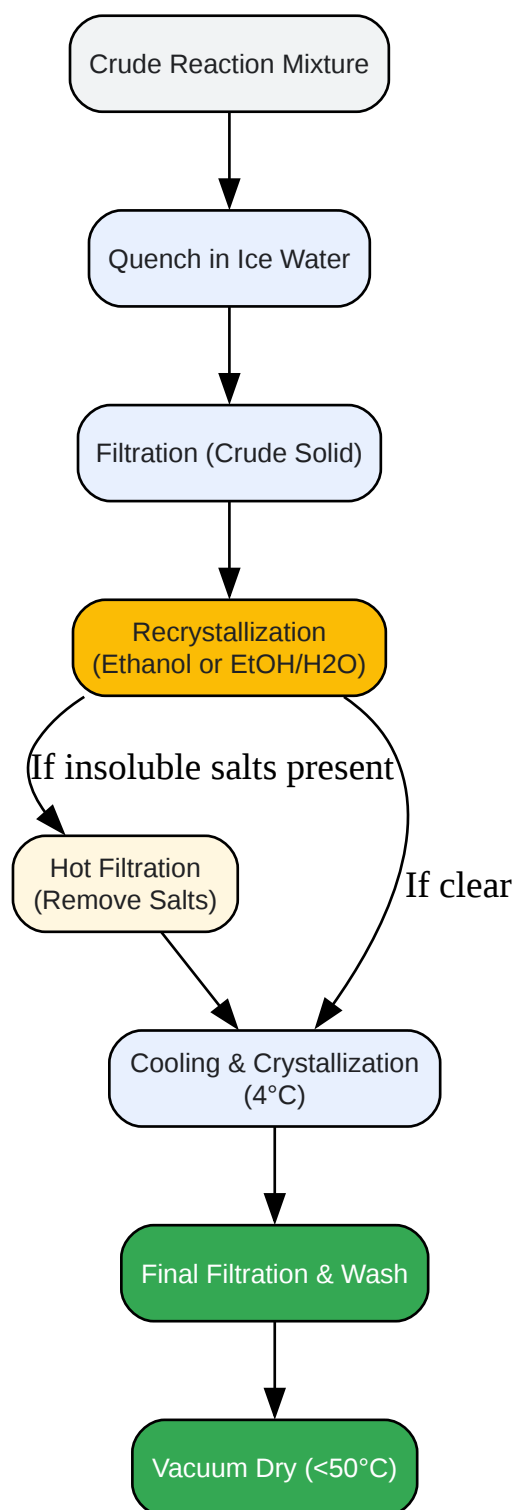 Crude Reaction Mixture
Quench in Ice Water
Filtration (Crude Solid)
Recrystallization
(Ethanol or EtOH/H2O)
If insoluble salts present
Hot Filtration
(Remove Salts)
If clear
Cooling & Crystallization
(4°C)
Final Filtration & Wash
Vacuum Dry (<50°C)